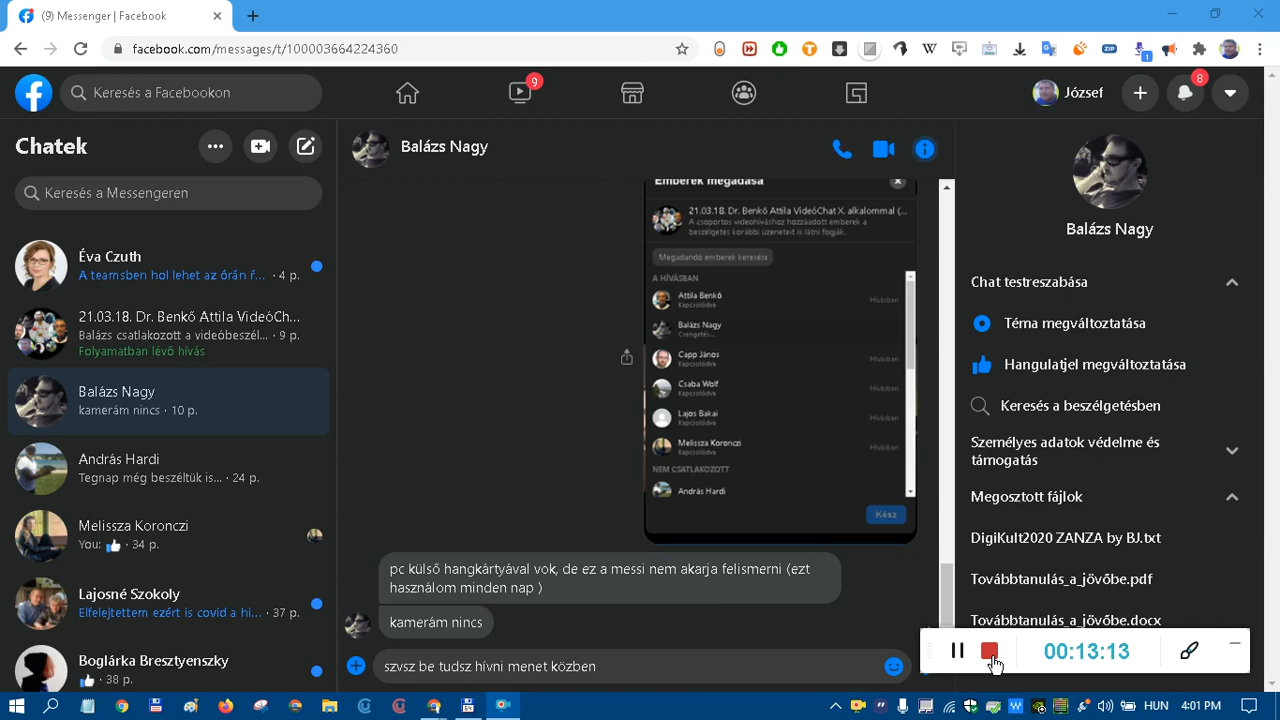 (9) Messenger | Facebook
facebook.com/messages/t/100003664224360
Keresés a Facebookon
9
József
8
Chatek
Keresés a Messengeren
Éva Czuth
A teamsben hol lehet az órán f... · 4 p.
21.03.18. Dr. Benkő Attila VideóCh...
Balázs csatlakozott a videóbeszél... · 9 p.
Folyamatban lévő hívás
Balázs Nagy
kamerám nincs · 10 p.
András Hardi
Tegnap még beszéltük is... · 24 p.
Melissza Koronczi
You: 👍 · 34 p.
Lajosné Szokoly
Elfelejtettem ezért is covid a hi... · 37 p.
Boglárka Bresztyenszky
👍 · 38 p.
Balázs Nagy
Emberek megadása
21.03.18. Dr. Benkő Attila VideóChat X. alkalommal (...
A csoportos videóhíváshoz hozzáadott emberek a
beszélgetés korábbi üzeneteit is látni fogják.
Megadandó emberek keresése
A HÍVÁSBAN
Attila Benkő
Kapcsolódva
Hívásban
Balázs Nagy
Csengetés...
Capp János
Kapcsolódva
Hívásban
Csaba Wolf
Kapcsolódva
Hívásban
Lajos Bakai
Kapcsolódva
Hívásban
Melissza Koronczi
Kapcsolódva
Hívásban
NEM CSATLAKOZOTT
András Hardi
Kész
pc külső hangkártyával vok, de ez a messi nem akarja felismerni (ezt
használom minden nap )
kamerám nincs
szvsz be tudsz hívni menet közben
Balázs Nagy
Chat testreszabása
Téma megváltoztatása
Hangulatjel megváltoztatása
Keresés a beszélgetésben
Személyes adatok védelme és
támogatás
Megosztott fájlok
DigiKult2020 ZANZA by BJ.txt
Továbbtanulás_a_jövőbe.pdf
Továbbtanulás_a_jövőbe.docx
00:13:13
HUN
4:01 PM